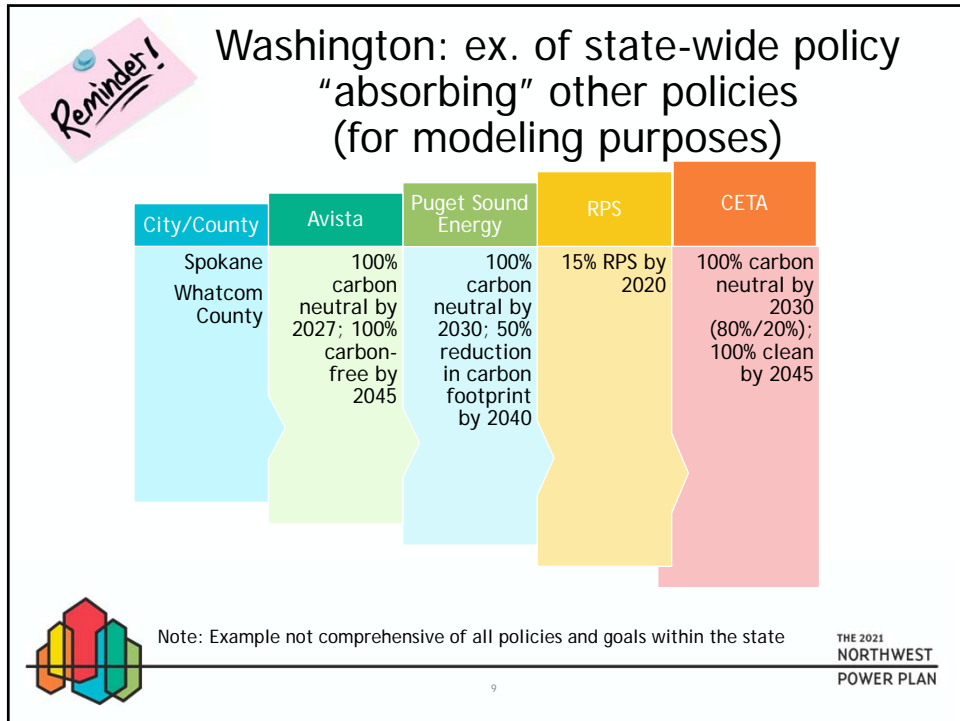 Reminder!
Washington: ex. of state-wide policy
"absorbing" other policies
(for modeling purposes)
City/County
Spokane
Whatcom
County
Avista
100%
carbon
neutral by
2027; 100%
carbon-
free by
2045
Puget Sound
Energy
100%
carbon
neutral by
2030; 50%
reduction
in carbon
footprint
by 2040
RPS
15% RPS by
2020
CETA
100% carbon
neutral by
2030
(80%/20%);
100% clean
by 2045
Note: Example not comprehensive of all policies and goals within the state
THE 2021
NORTHWEST
POWER PLAN
9